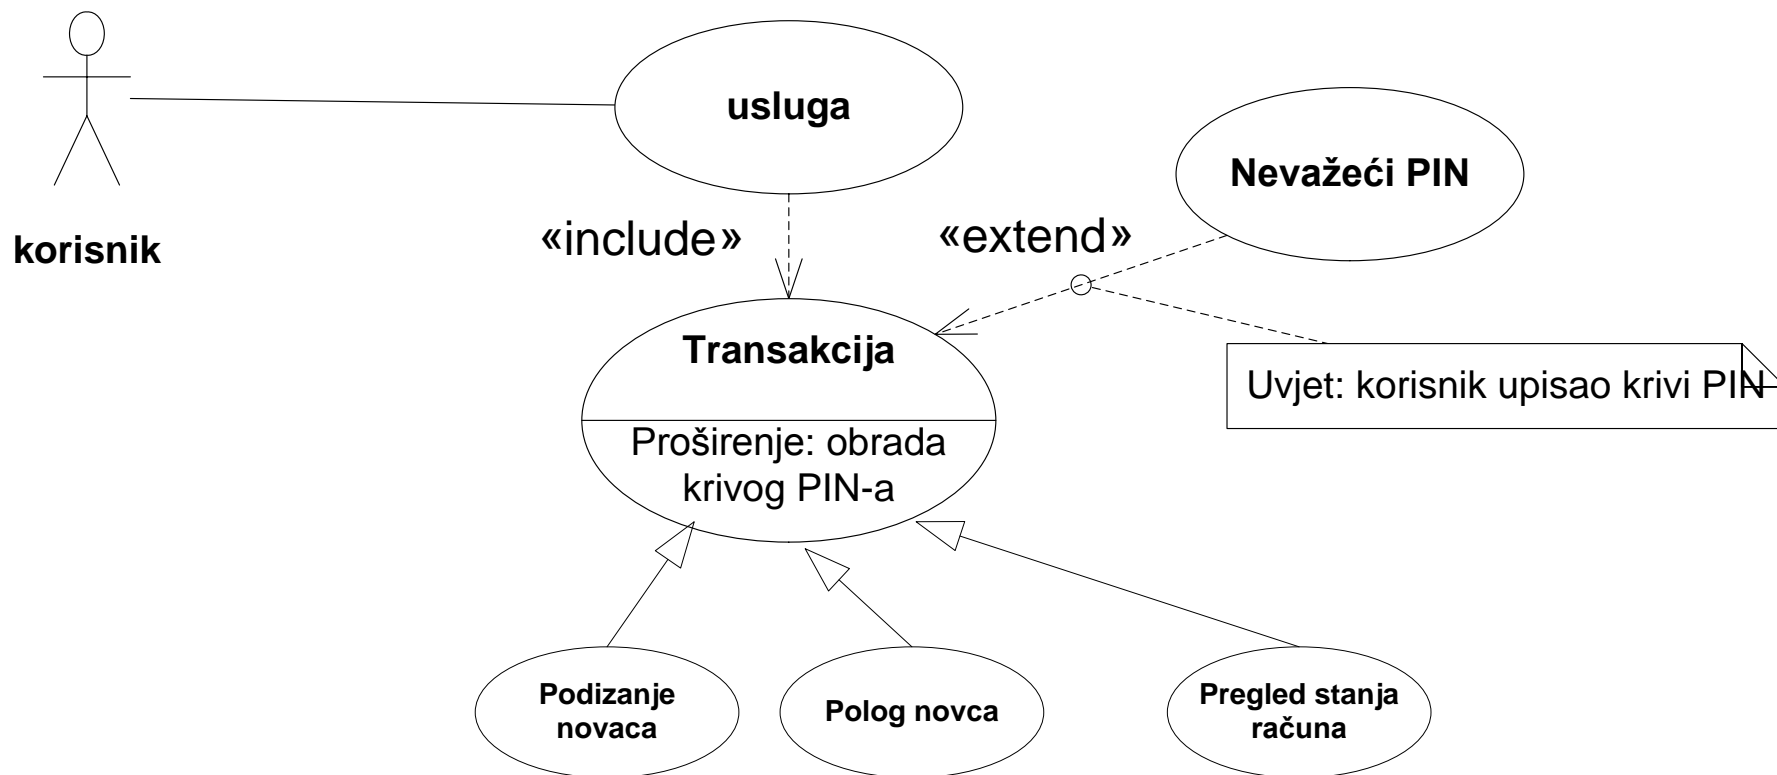 usluga
Nevažeći PIN
korisnik
«include»
«extend»
Transakcija
Uvjet: korisnik upisao krivi PIN
Proširenje: obrada
krivog PIN-a
Podizanje
novaca
Polog novca
Pregled stanja
računa